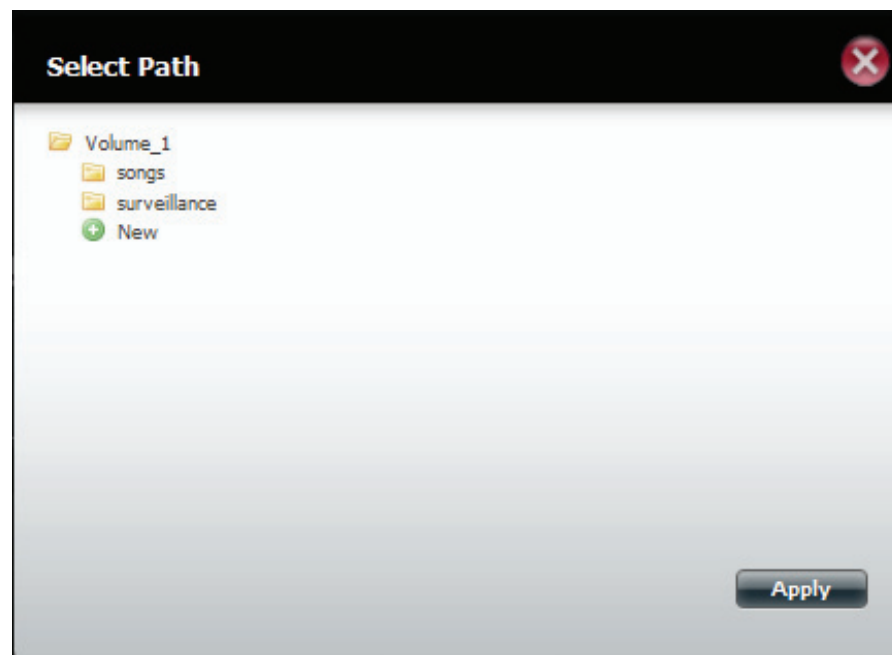 Select Path
Volume_1
songs
surveillance
New
Apply